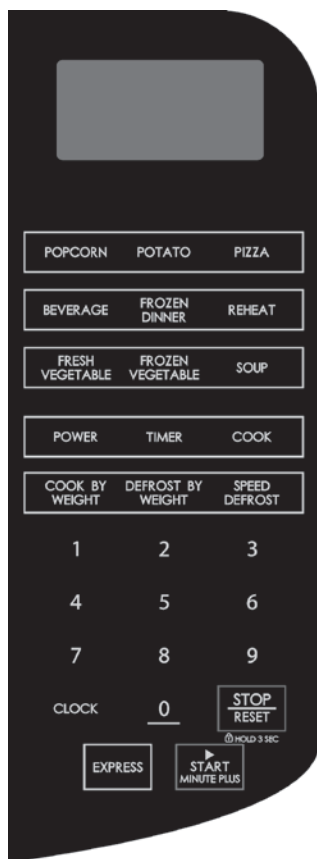 POPCORN POTATO PIZZA
BEVERAGE FROZEN DINNER REHEAT
FRESH VEGETABLE FROZEN VEGETABLE SOUP
POWER TIMER COOK
COOK BY WEIGHT DEFROST BY WEIGHT SPEED DEFROST
1 2 3
4 5 6
7 8 9
CLOCK 0 STOP
RESET
HOLD 3 SEC
EXPRESS START
MINUTE PLUS